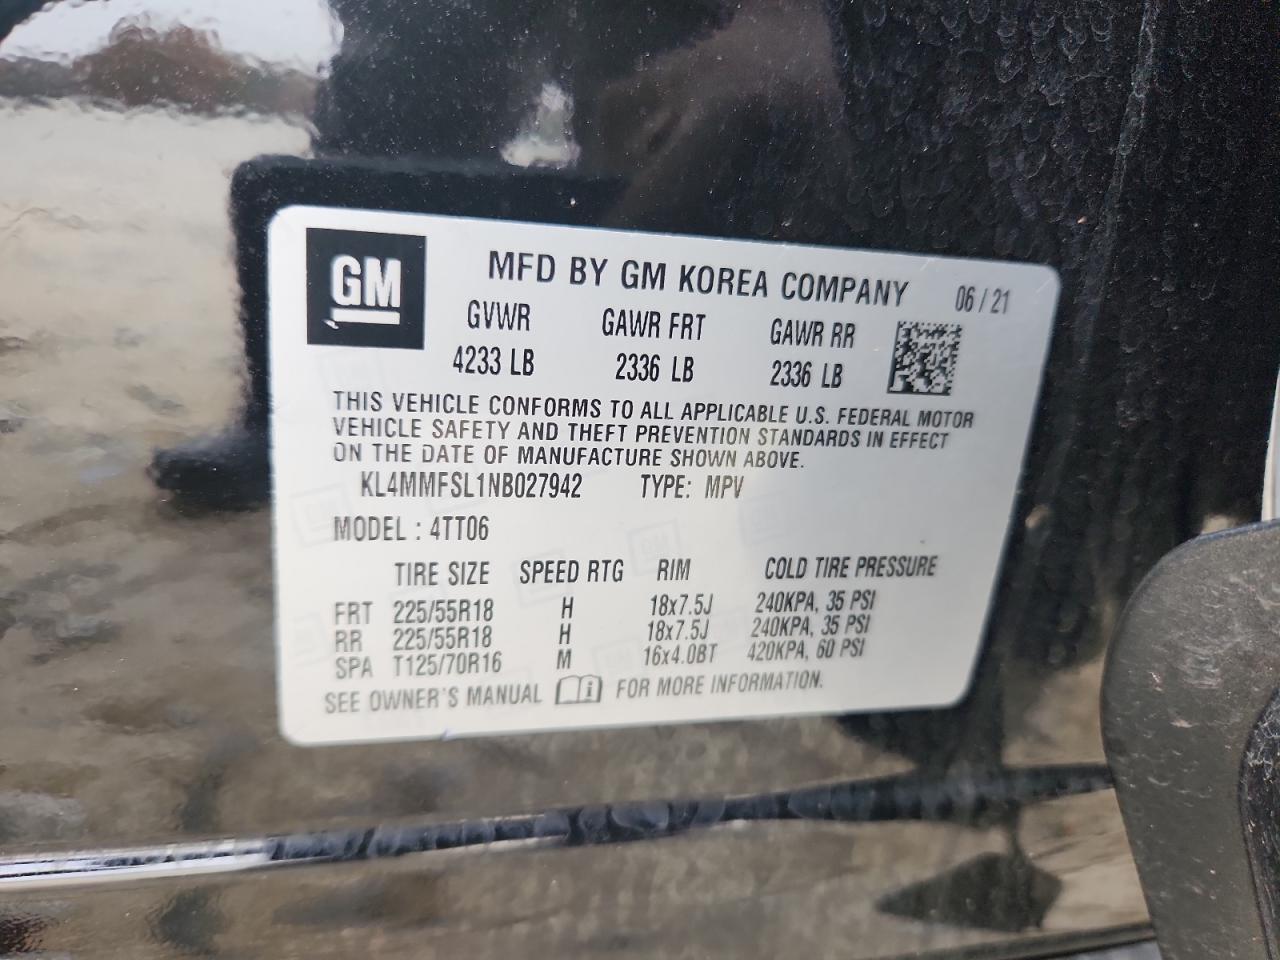 GM
MFD BY GM KOREA COMPANY 06/21
GVWR GAWR FRT GAWR RR
4233 LB 2336 LB 2336 LB
THIS VEHICLE CONFORMS TO ALL APPLICABLE U.S. FEDERAL MOTOR
VEHICLE SAFETY AND THEFT PREVENTION STANDARDS IN EFFECT
ON THE DATE OF MANUFACTURE SHOWN ABOVE.
KL4MMFSL1NB027942 TYPE: MPV
MODEL : 4TT06
TIRE SIZE SPEED RTG RIM COLD TIRE PRESSURE
FRT 225/55R18 H 18x7.5J 240KPA, 35 PSI
RR 225/55R18 H 18x7.5J 240KPA, 35 PSI
SPA T125/70R16 M 16x4.0BT 420KPA, 60 PSI
SEE OWNER'S MANUAL FOR MORE INFORMATION.